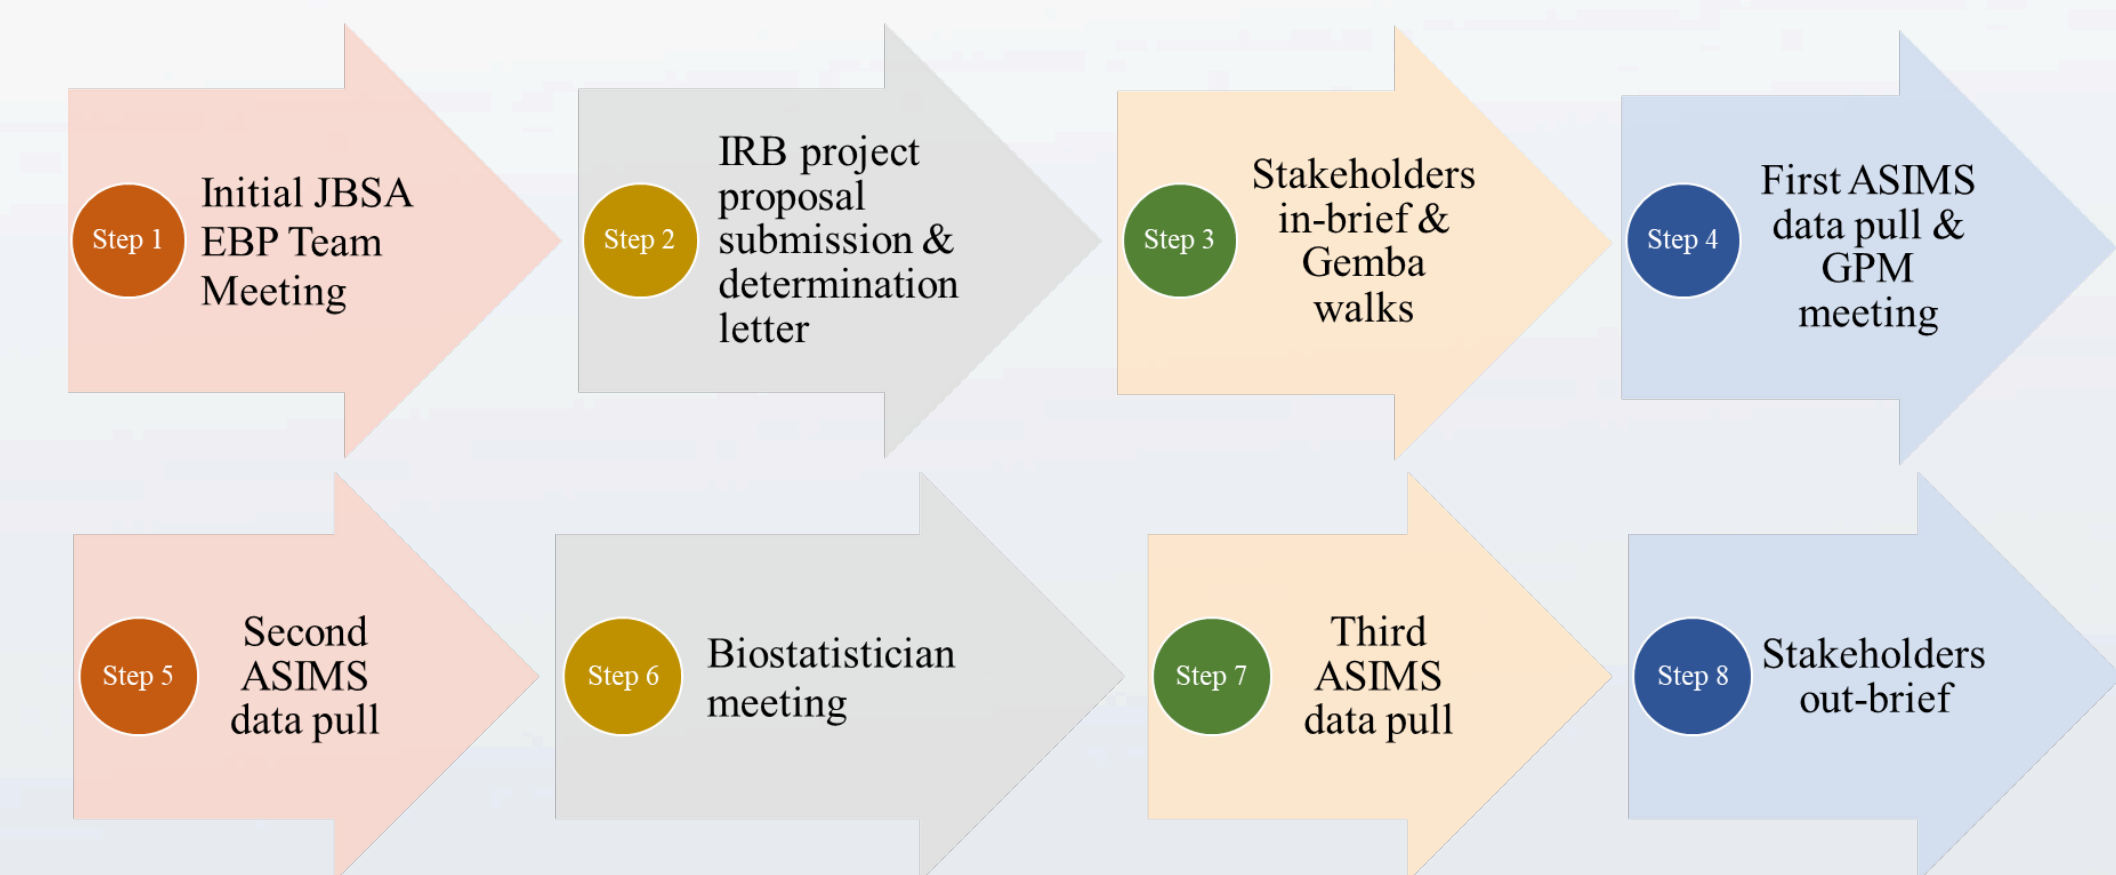 Step 1
Initial JBSA
EBP Team
Meeting
Step 2
IRB project
proposal
submission &
determination
letter
Step 3
Stakeholders
in-brief &
Gemba
walks
Step 4
First ASIMS
data pull &
GPM
meeting
Step 5
Second
ASIMS
data pull
Step 6
Biostatistician
meeting
Step 7
Third
ASIMS
data pull
Step 8
Stakeholders
out-brief